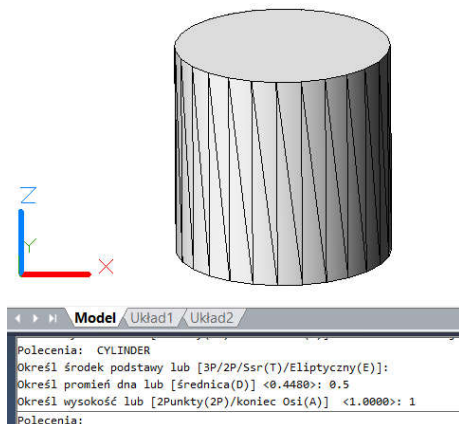 Z
Y
X
Model Układ1 Układ2
Polecenia: CYLINDER
Określ środek podstawy lub [3P/2P/Ssr(T)/Eliptyczny(E)]:
Określ promień dna lub [średnica(D)] <0.4480>: 0.5
Określ wysokość lub [2Punkty(2P)/koniec Osi(A)] <1.0000>: 1
Polecenia: